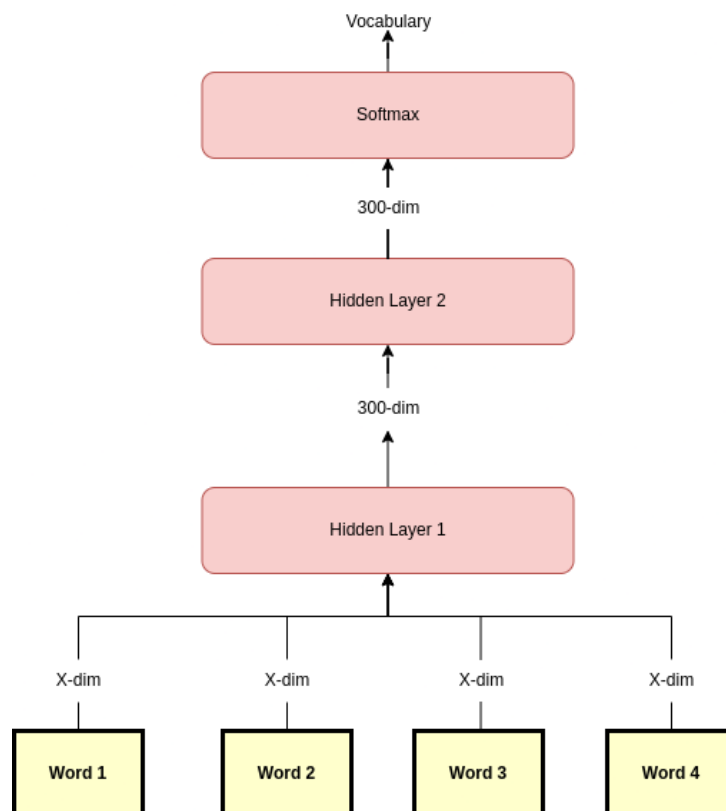 Vocabulary
Softmax
300-dim
Hidden Layer 2
300-dim
Hidden Layer 1
X-dim X-dim X-dim X-dim
Word 1 Word 2 Word 3 Word 4